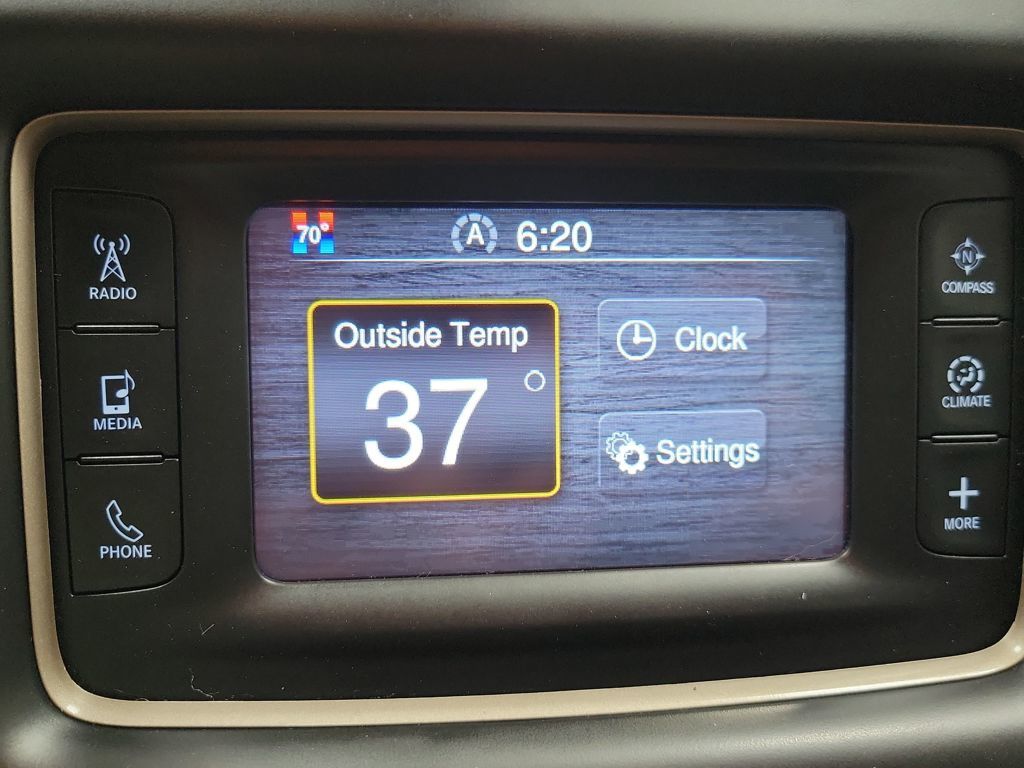 70°
A 6:20
RADIO
MEDIA
PHONE
Outside Temp
37°
Clock
Settings
N
COMPASS
CLIMATE
MORE